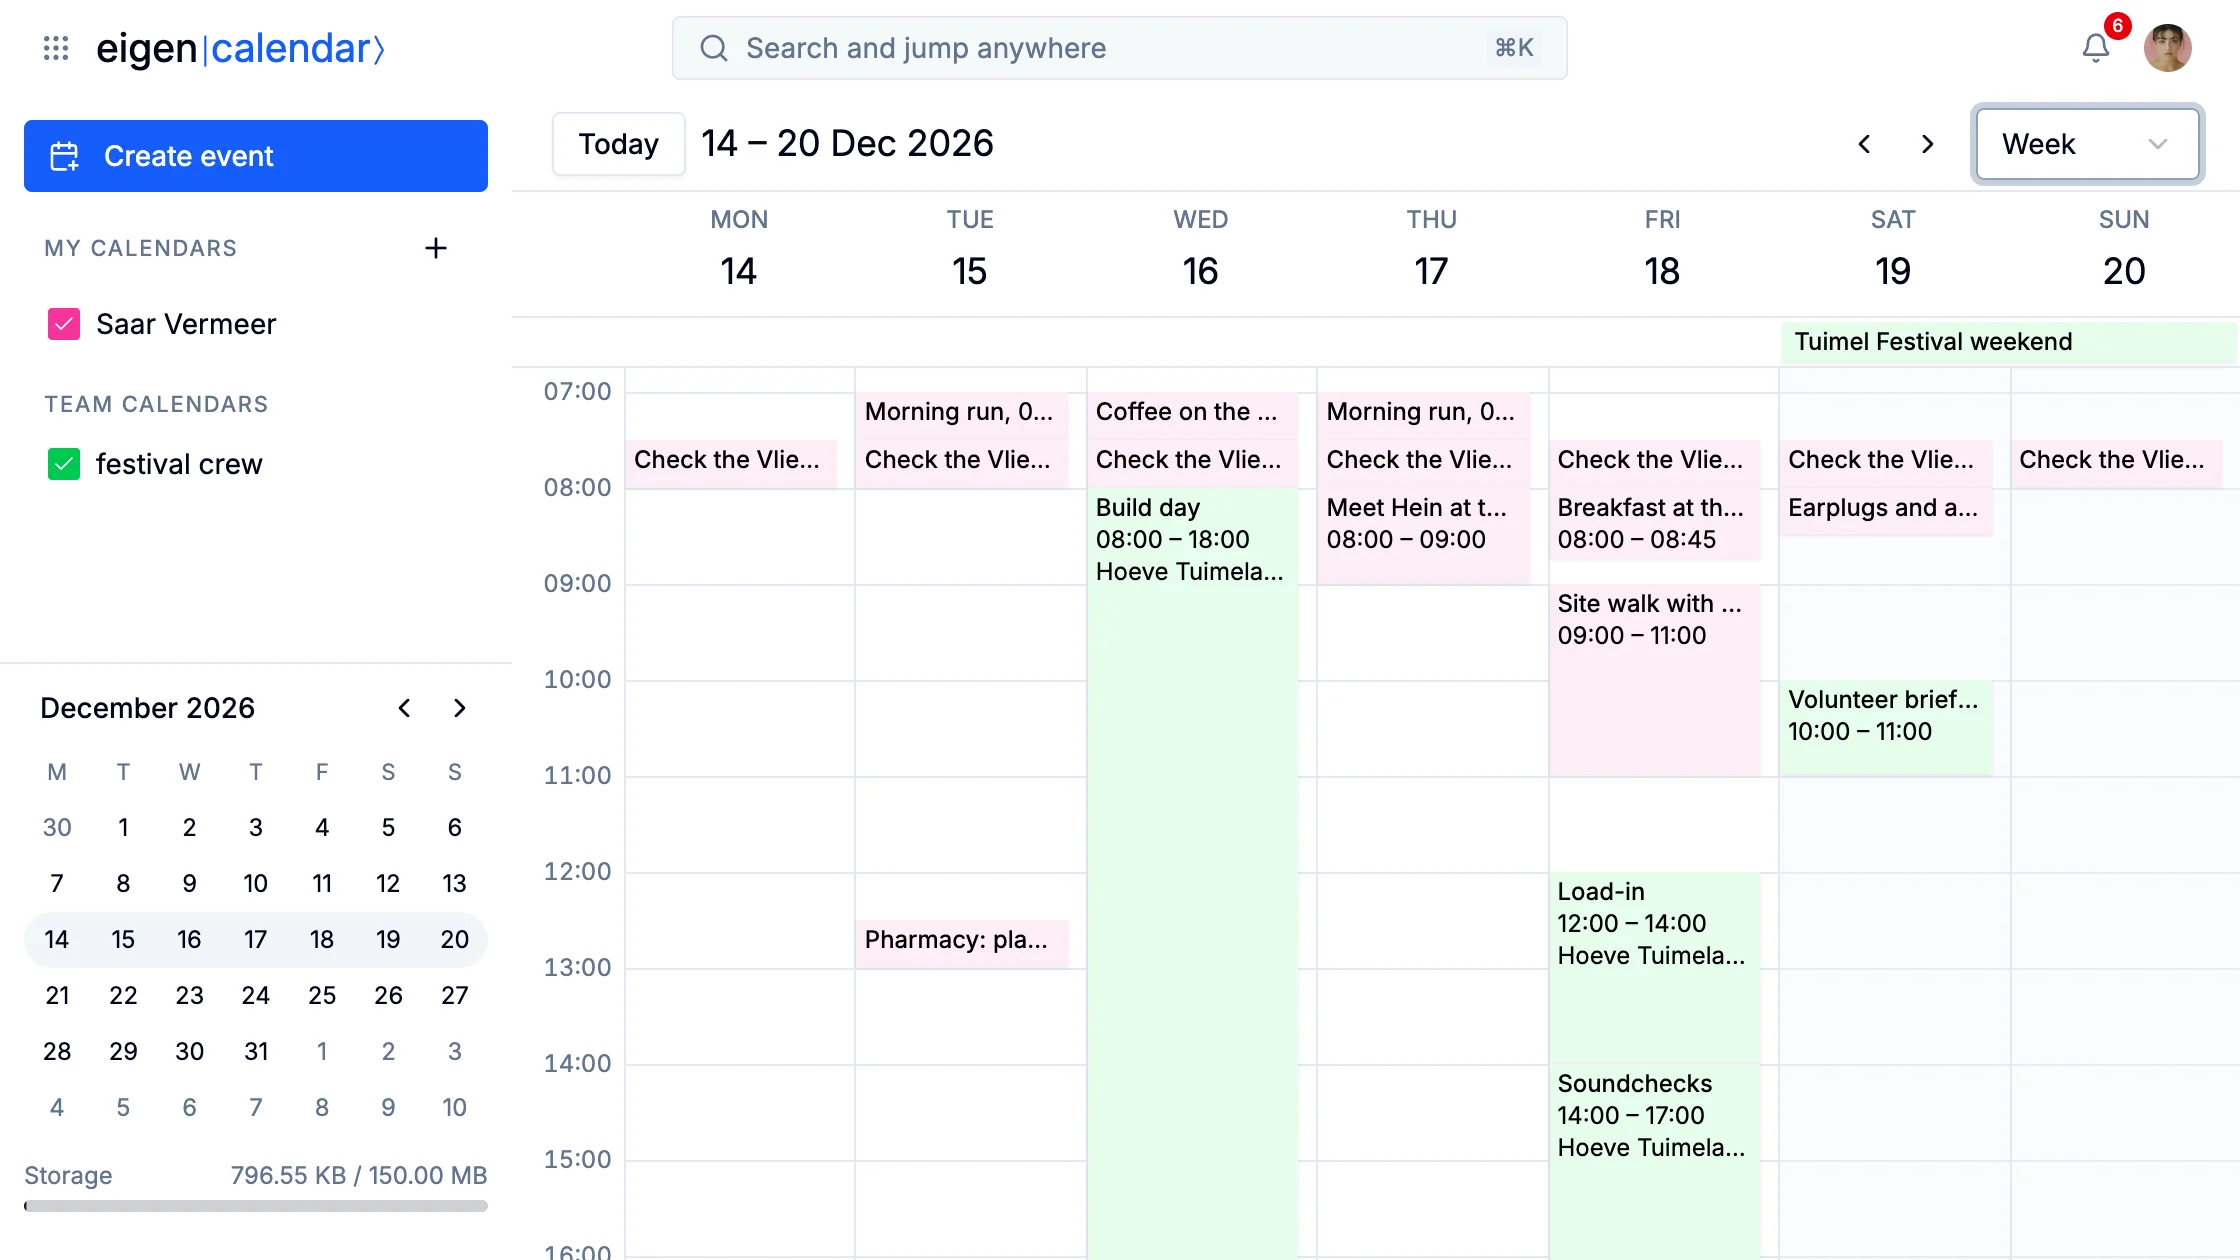 eigen|calendar
Search and jump anywhere
⌘K
6
Create event
MY CALENDARS
Saar Vermeer
TEAM CALENDARS
festival crew
December 2026
M T W T F S S
30 1 2 3 4 5 6
7 8 9 10 11 12 13
14 15 16 17 18 19 20
21 22 23 24 25 26 27
28 29 30 31 1 2 3
4 5 6 7 8 9 10
Storage 796.55 KB / 150.00 MB
Today
14 – 20 Dec 2026
Week
MON TUE WED THU FRI SAT SUN
14 15 16 17 18 19 20
Tuimel Festival weekend
07:00
08:00
09:00
10:00
11:00
12:00
13:00
14:00
15:00
16:00
Check the Vlie...
Morning run, 0...
Check the Vlie...
Pharmacy: pla...
Coffee on the ...
Check the Vlie...
Build day
08:00 – 18:00
Hoeve Tuimela...
Morning run, 0...
Check the Vlie...
Meet Hein at t...
08:00 – 09:00
Check the Vlie...
Breakfast at th...
08:00 – 08:45
Site walk with ...
09:00 – 11:00
Load-in
12:00 – 14:00
Hoeve Tuimela...
Soundchecks
14:00 – 17:00
Hoeve Tuimela...
Check the Vlie...
Earplugs and a...
Volunteer brief...
10:00 – 11:00
Check the Vlie...